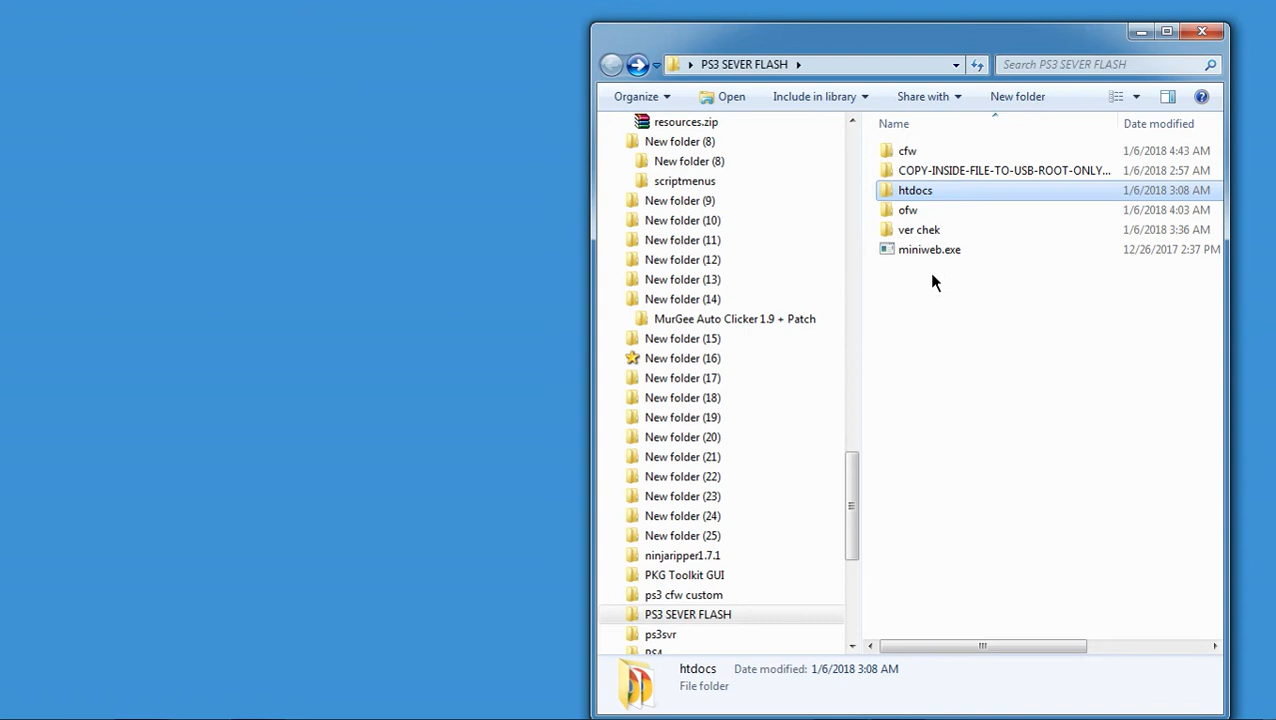 PS3 SEVER FLASH
Search PS3 SEVER FLASH
Organize Open Include in library Share with New folder
resources.zip
New folder (8)
New folder (8)
scriptmenus
New folder (9)
New folder (10)
New folder (11)
New folder (12)
New folder (13)
New folder (14)
MurGee Auto Clicker 1.9 + Patch
New folder (15)
New folder (16)
New folder (17)
New folder (18)
New folder (19)
New folder (20)
New folder (21)
New folder (22)
New folder (23)
New folder (24)
New folder (25)
ninjaripper1.7.1
PKG Toolkit GUI
ps3 cfw custom
PS3 SEVER FLASH
ps3svr
PS4
Name Date modified
cfw 1/6/2018 4:43 AM
COPY-INSIDE-FILE-TO-USB-ROOT-ONLY... 1/6/2018 2:57 AM
htdocs 1/6/2018 3:08 AM
ofw 1/6/2018 4:03 AM
ver chek 1/6/2018 3:36 AM
miniweb.exe 12/26/2017 2:37 PM
htdocs Date modified: 1/6/2018 3:08 AM
File folder